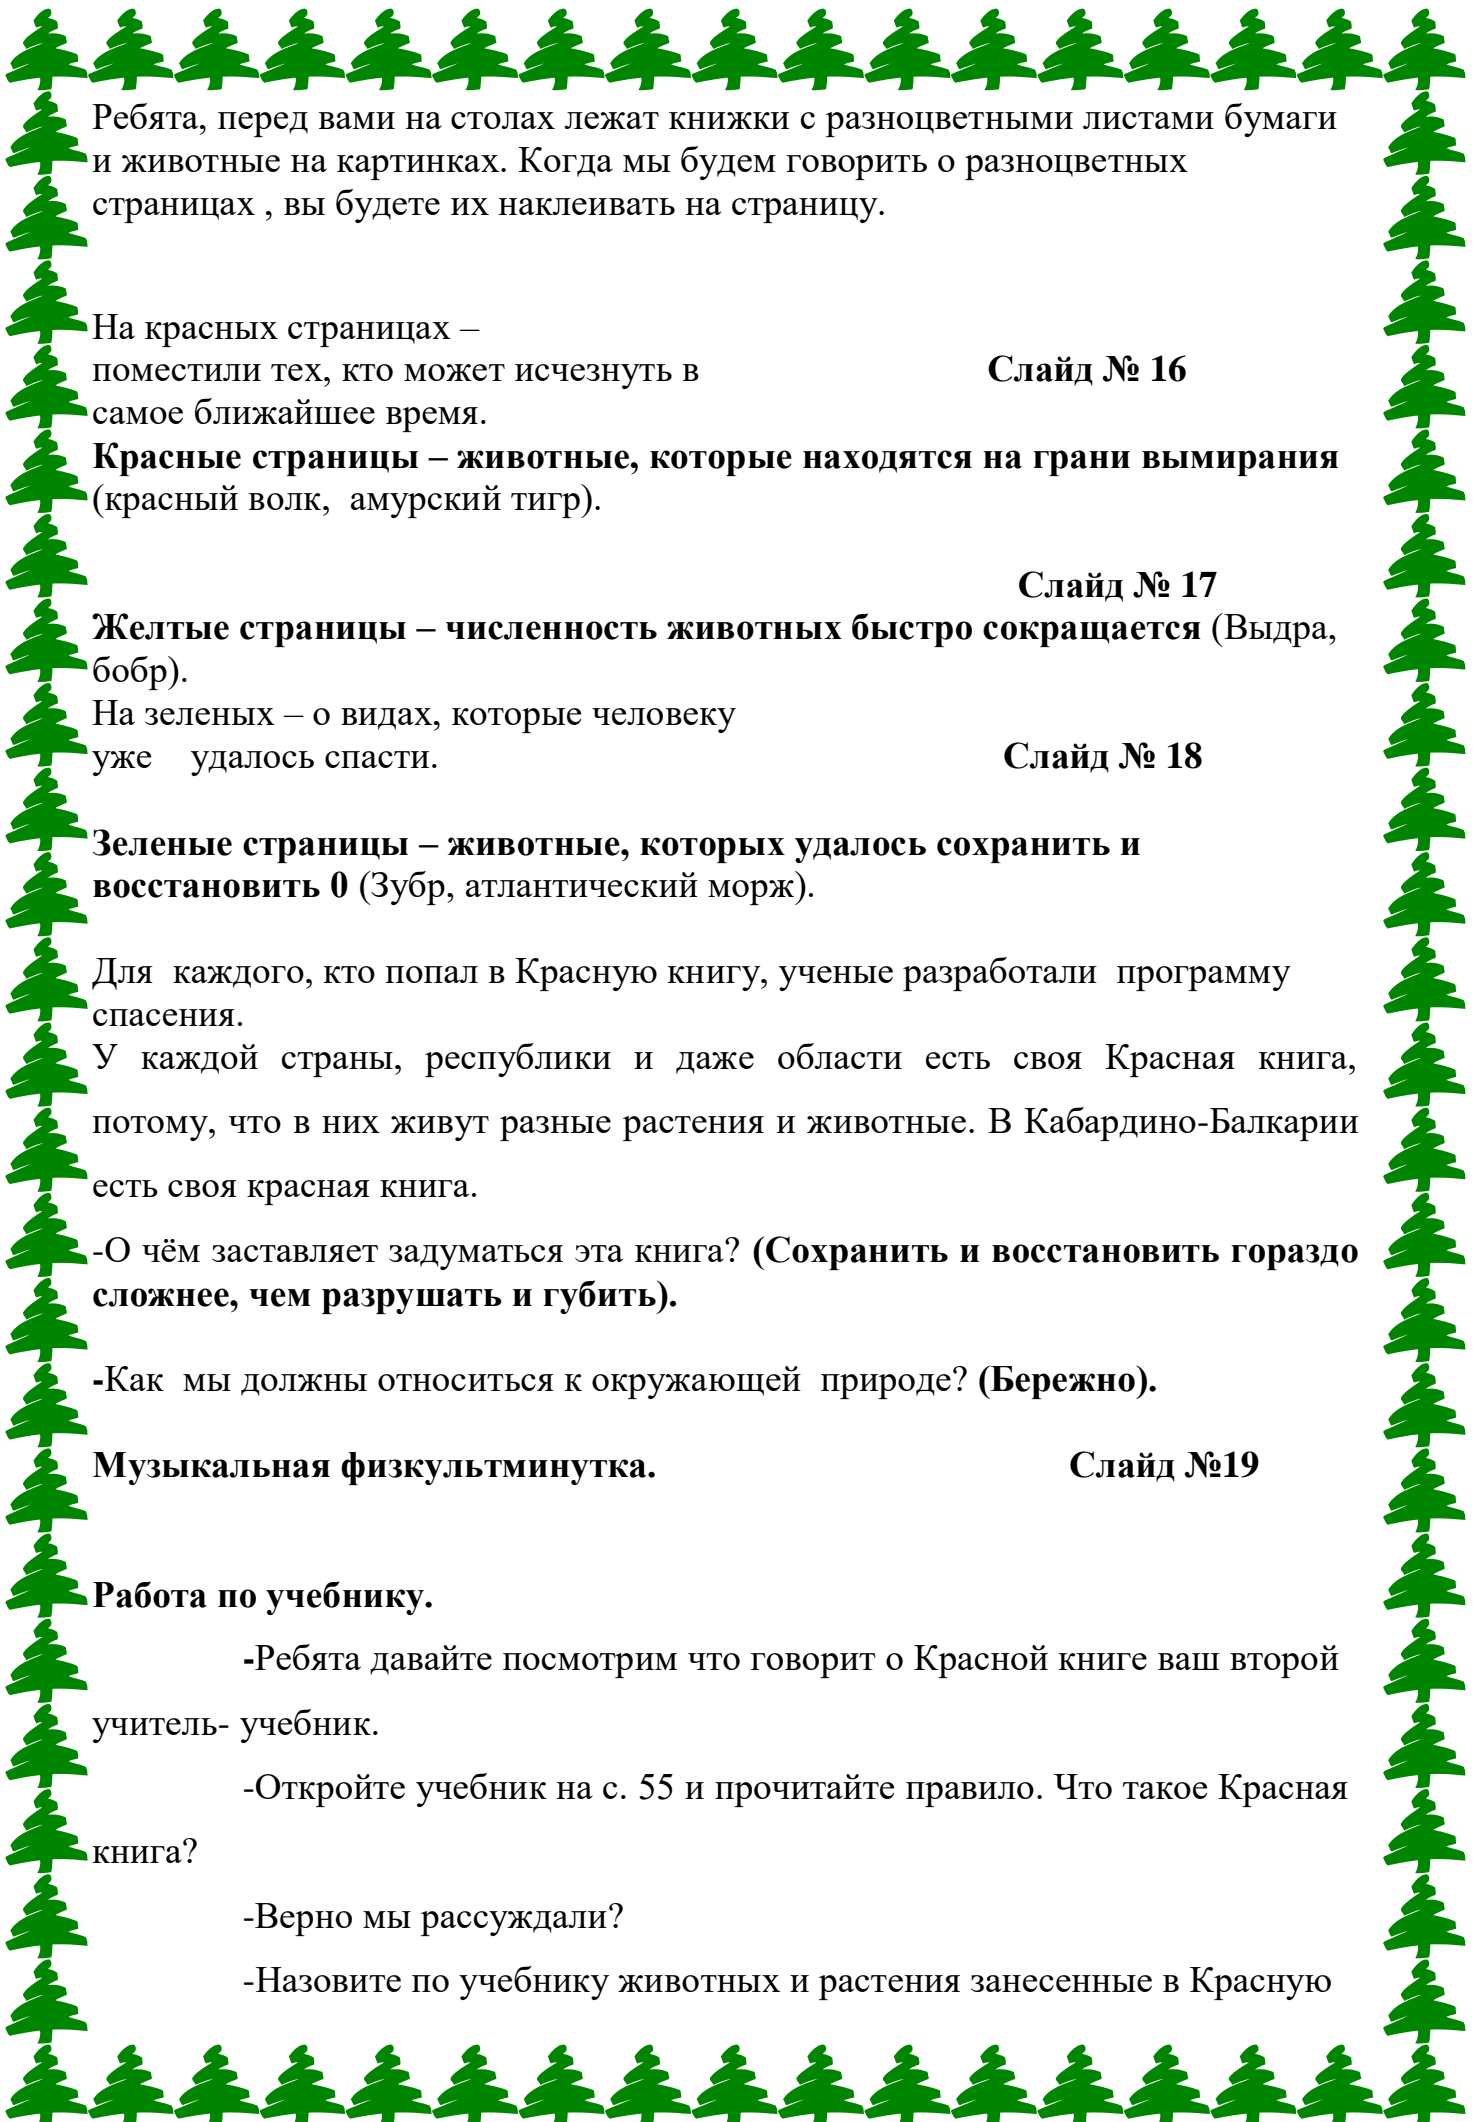 Ребята, перед вами на столах лежат книжки с разноцветными листами бумаги
и животные на картинках. Когда мы будем говорить о разноцветных
страницах , вы будете их наклеивать на страницу.
На красных страницах –
поместили тех, кто может исчезнуть в Слайд № 16
самое ближайшее время.
Красные страницы – животные, которые находятся на грани вымирания
(красный волк, амурский тигр).
Слайд № 17
Желтые страницы – численность животных быстро сокращается (Выдра,
бобр).
На зеленых – о видах, которые человеку
уже удалось спасти. Слайд № 18
Зеленые страницы – животные, которых удалось сохранить и
восстановить 0 (Зубр, атлантический морж).
Для каждого, кто попал в Красную книгу, ученые разработали программу
спасения.
У каждой страны, республики и даже области есть своя Красная книга,
потому, что в них живут разные растения и животные. В Кабардино-Балкарии
есть своя красная книга.
-О чём заставляет задуматься эта книга? (Сохранить и восстановить гораздо
сложнее, чем разрушать и губить).
-Как мы должны относиться к окружающей природе? (Бережно).
Музыкальная физкультминутка. Слайд №19
Работа по учебнику.
-Ребята давайте посмотрим что говорит о Красной книге ваш второй
учитель- учебник.
-Откройте учебник на с. 55 и прочитайте правило. Что такое Красная
книга?
-Верно мы рассуждали?
-Назовите по учебнику животных и растения занесенные в Красную